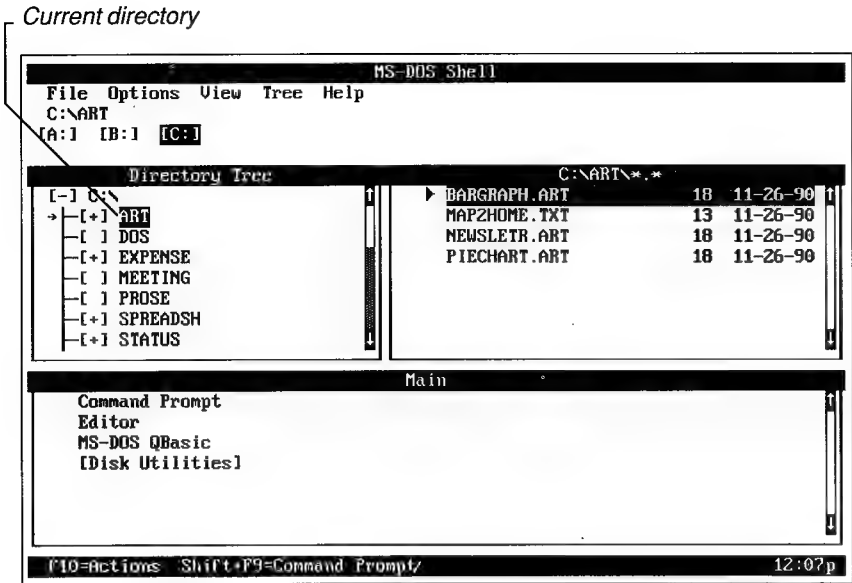 Current directory
MS-DOS Shell
File Options View Tree Help
C:\ART
[A:] [B:] [C:]
Directory Tree
[-] C:\
[+] ART
[ ] DOS
[+] EXPENSE
[ ] MEETING
[ ] PROSE
[+] SPREADSH
[+] STATUS
C:\ART\*.*
BARGRAPH.ART 18 11-26-90
MAP2HOME.TXT 13 11-26-90
NEWSLETR.ART 18 11-26-90
PIECHART.ART 18 11-26-90
Main
Command Prompt
Editor
MS-DOS QBasic
[Disk Utilities]
F10=Actions Shift+F9=Command Prompt 12:07p